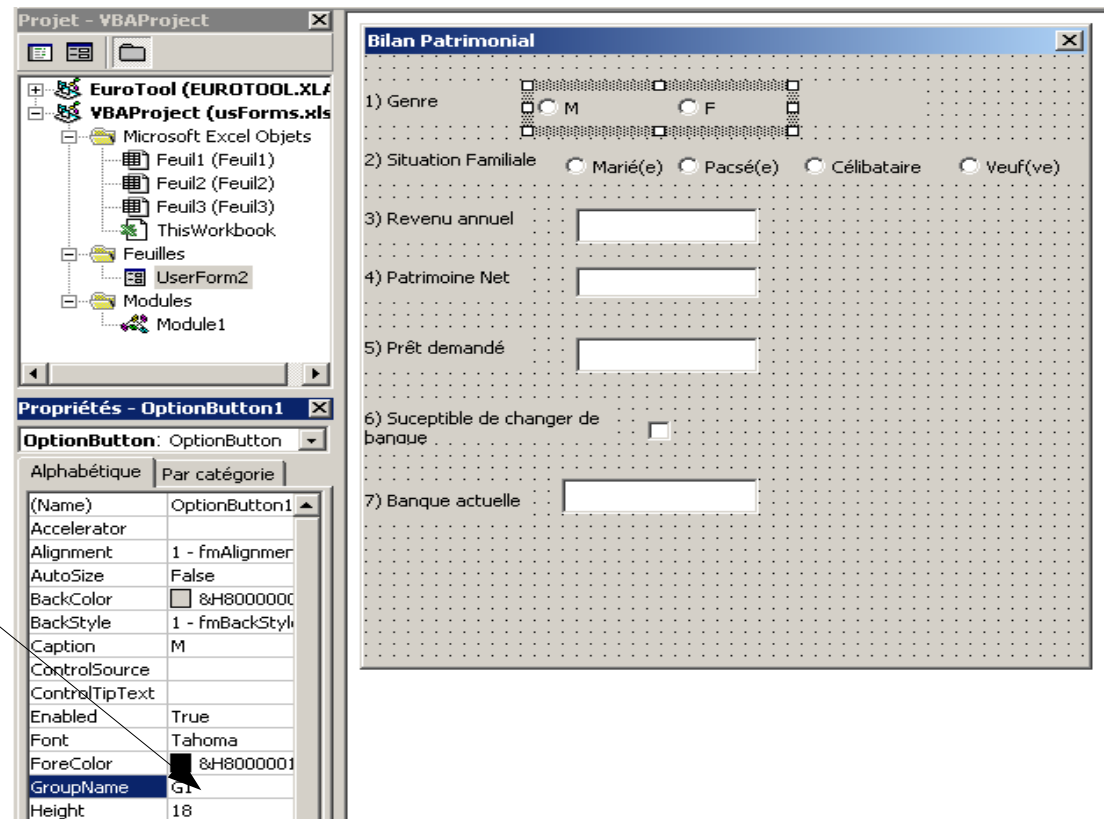 Projet - VBAProject
EuroTool (EUROTOOL.XLA
VBAProject (usForms.xls
Microsoft Excel Objets
Feuil1 (Feuil1)
Feuil2 (Feuil2)
Feuil3 (Feuil3)
ThisWorkbook
Feuilles
UserForm2
Modules
Module1
Propriétés - OptionButton1
OptionButton: OptionButton
Alphabétique Par catégorie
(Name) OptionButton1
Accelerator
Alignment 1 - fmAlignmen
AutoSize False
BackColor &H8000000
BackStyle 1 - fmBackStyl
Caption M
ControlSource
ControlTipText
Enabled True
Font Tahoma
ForeColor &H8000001
GroupName G1
Height 18
Bilan Patrimonial
1) Genre M F
2) Situation Familiale Marié(e) Pacsé(e) Célibataire Veuf(ve)
3) Revenu annuel
4) Patrimoine Net
5) Prêt demandé
6) Suceptible de changer de
banque
7) Banque actuelle